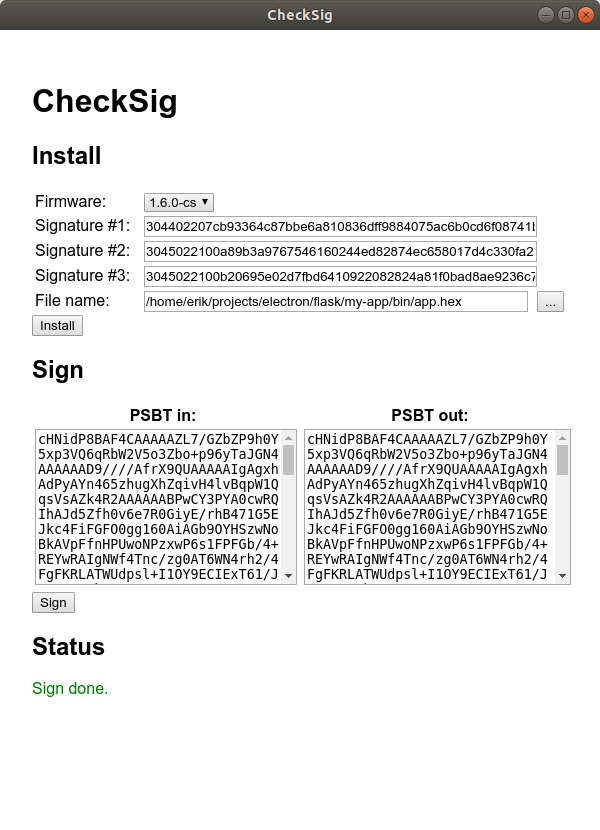 CheckSig
CheckSig
Install
Firmware: 1.6.0-cs
Signature #1: 304402207cb93364c87bbe6a810836dff9884075ac6b0cd6f08741b
Signature #2: 3045022100a89b3a9767546160244ed82874ec658017d4c330fa2
Signature #3: 3045022100b20695e02d7fbd6410922082824a81f0bad8ae9236c7
File name: /home/erik/projects/electron/flask/my-app/bin/app.hex ...
Install
Sign
PSBT in: PSBT out:
cHNidP8BAF4CAAAAAZL7/GZbZP9h0Y cHNidP8BAF4CAAAAAZL7/GZbZP9h0Y
5xp3VQ6qRbW2V5o3Zbo+p96yTaJGN4 5xp3VQ6qRbW2V5o3Zbo+p96yTaJGN4
AAAAAAD9////AfrX9QUAAAAAIgAgxh AAAAAAD9////AfrX9QUAAAAAIgAgxh
AdPyAYn465zhugXhZqivH4lvBqpW1Q AdPyAYn465zhugXhZqivH4lvBqpW1Q
qsVsAZk4R2AAAAAABPwCY3PYA0cwRQ qsVsAZk4R2AAAAAABPwCY3PYA0cwRQ
IhAJd5Zfh0v6e7R0GiyE/rhB471G5E IhAJd5Zfh0v6e7R0GiyE/rhB471G5E
Jkc4FiFGFO0gg160AiAGb9OYHSzwNo Jkc4FiFGFO0gg160AiAGb9OYHSzwNo
BkAVpFfnHPUwoNPzxwP6s1FPFGb/4+ BkAVpFfnHPUwoNPzxwP6s1FPFGb/4+
REYwRAIgNWf4Tnc/zg0AT6WN4rh2/4 REYwRAIgNWf4Tnc/zg0AT6WN4rh2/4
FgFKRLATWUdpsl+I1OY9ECIExT61/J FgFKRLATWUdpsl+I1OY9ECIExT61/J
Sign
Status
Sign done.